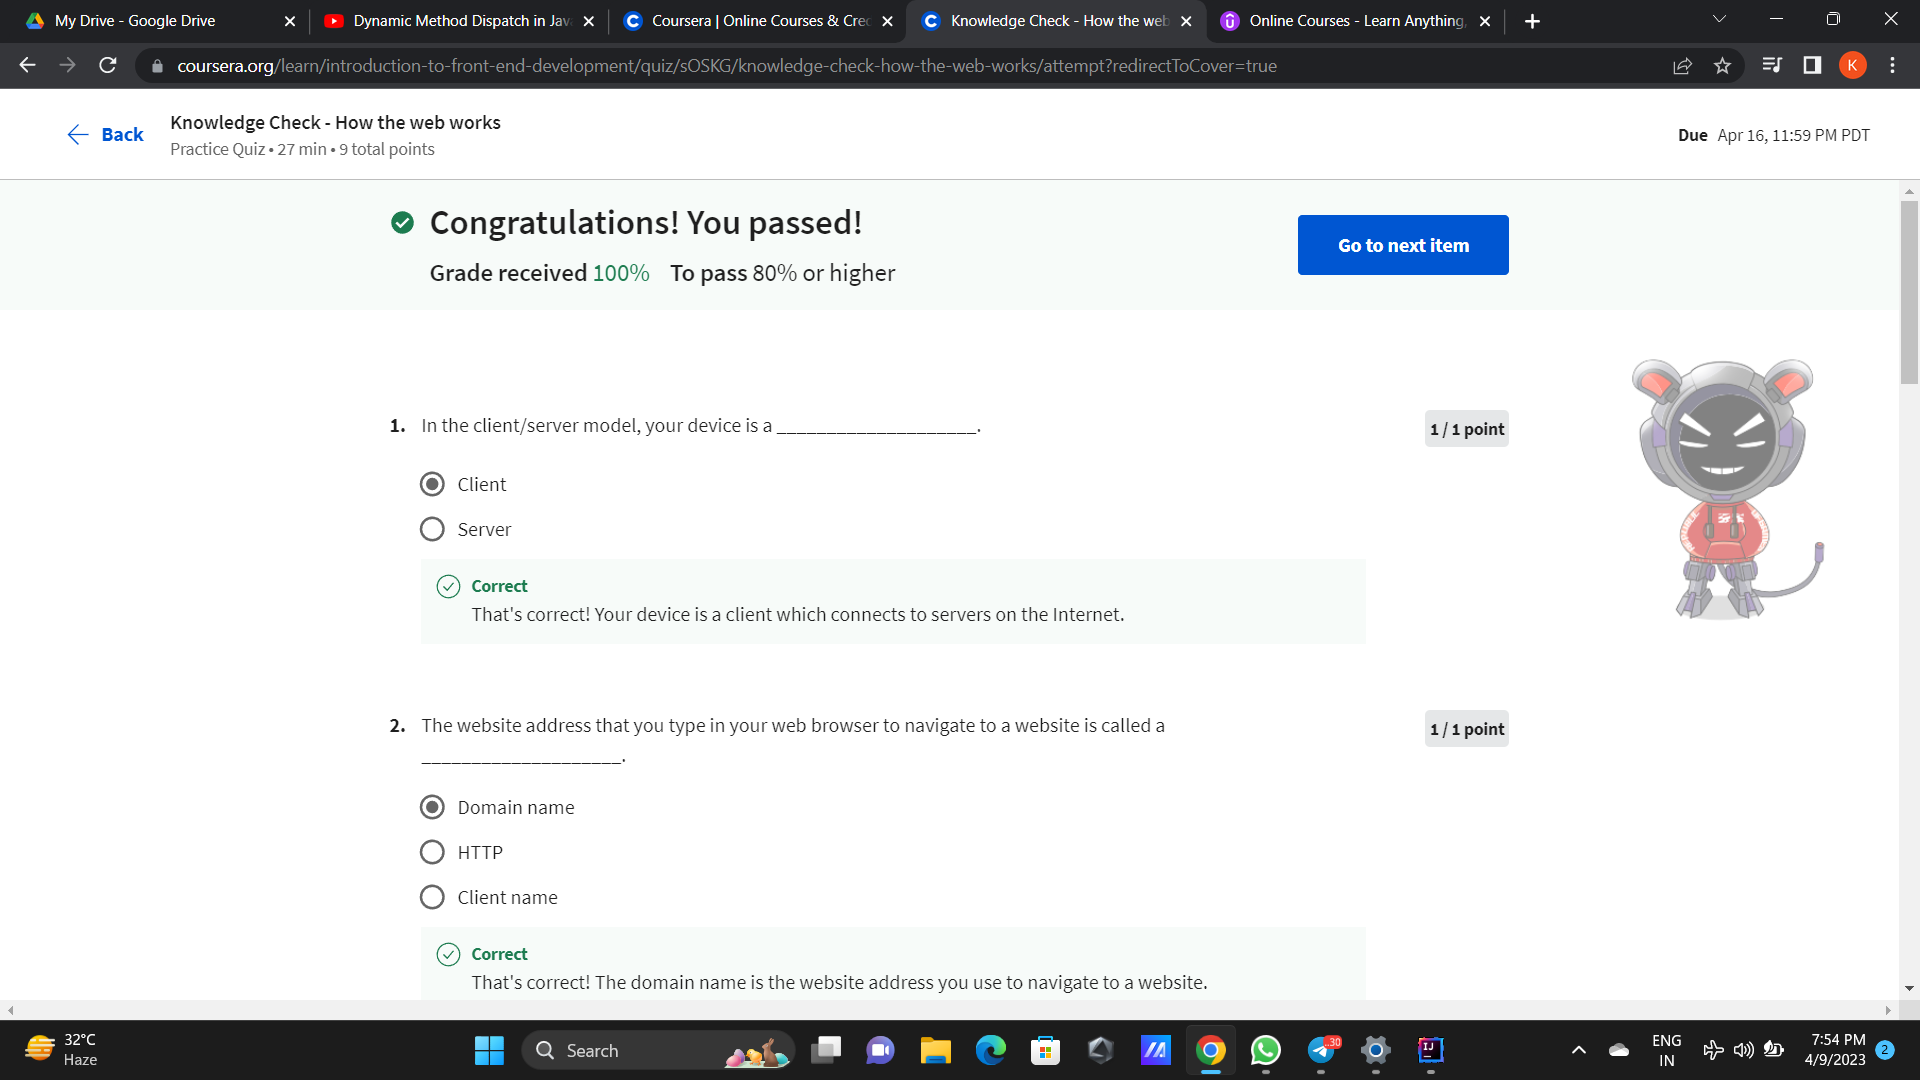 My Drive - Google Drive
Dynamic Method Dispatch in Jav
Coursera | Online Courses & Cre
Knowledge Check - How the web
Online Courses - Learn Anything,
coursera.org/learn/introduction-to-front-end-development/quiz/sOSKG/knowledge-check-how-the-web-works/attempt?redirectToCover=true
K
Back
Knowledge Check - How the web works
Practice Quiz • 27 min • 9 total points
Due Apr 16, 11:59 PM PDT
Congratulations! You passed!
Grade received 100% To pass 80% or higher
Go to next item
1. In the client/server model, your device is a ____________________.
1 / 1 point
Client
Server
Correct
That's correct! Your device is a client which connects to servers on the Internet.
2. The website address that you type in your web browser to navigate to a website is called a
____________________.
1 / 1 point
Domain name
HTTP
Client name
Correct
That's correct! The domain name is the website address you use to navigate to a website.
32°C
Haze
Search
30
IJ
ENG
IN
7:54 PM
4/9/2023
2